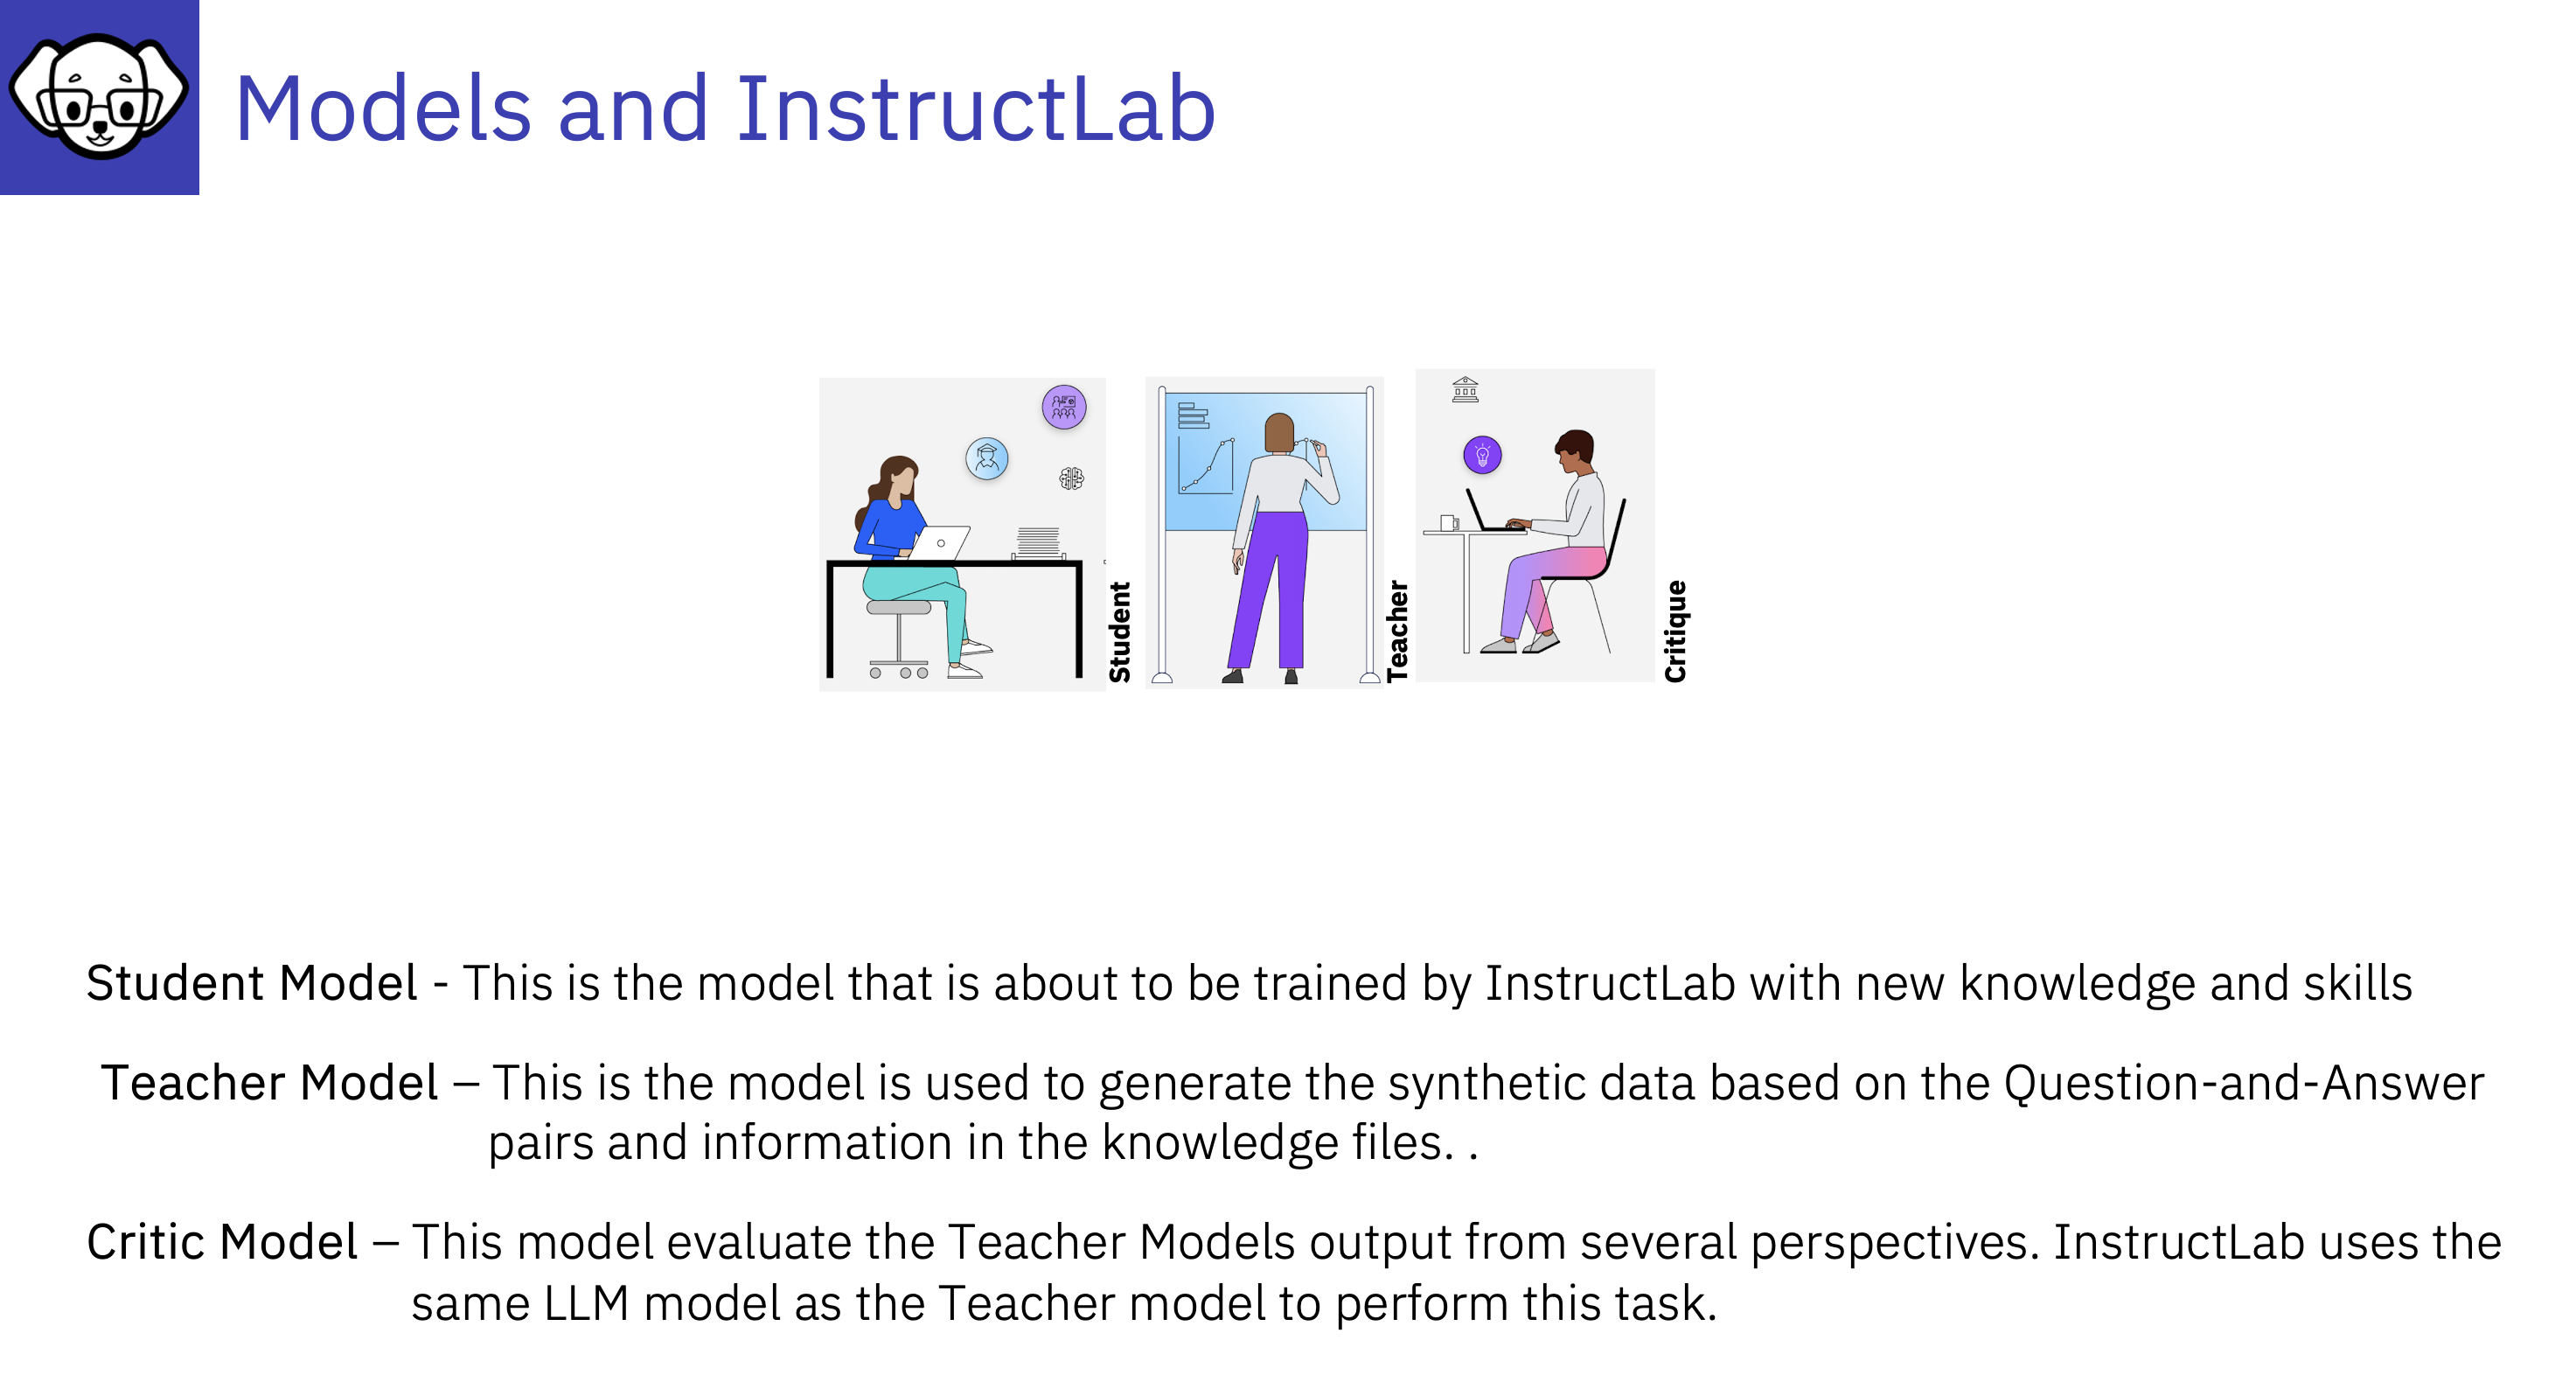 Models and InstructLab
Student
Teacher
Critique
Student Model - This is the model that is about to be trained by InstructLab with new knowledge and skills
Teacher Model – This is the model is used to generate the synthetic data based on the Question-and-Answer
pairs and information in the knowledge files. .
Critic Model – This model evaluate the Teacher Models output from several perspectives. InstructLab uses the
same LLM model as the Teacher model to perform this task.